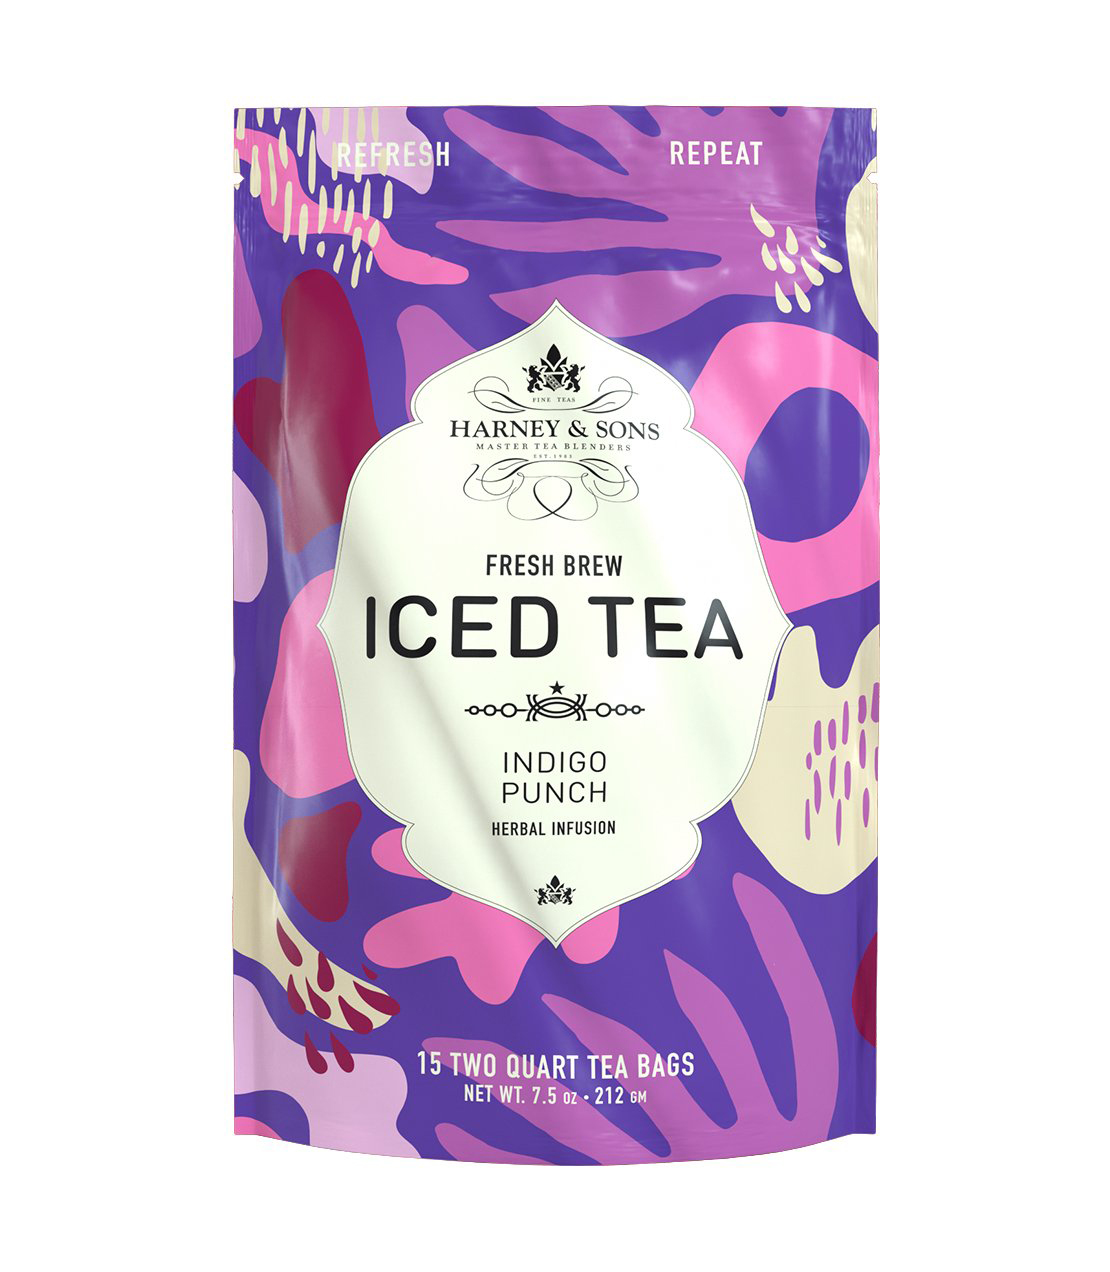 REFRESH REPEAT
FINE TEAS
HARNEY & SONS
MASTER TEA BLENDERS
EST. 1983
FRESH BREW
ICED TEA
INDIGO
PUNCH
HERBAL INFUSION
15 TWO QUART TEA BAGS
NET WT. 7.5 OZ • 212 GM